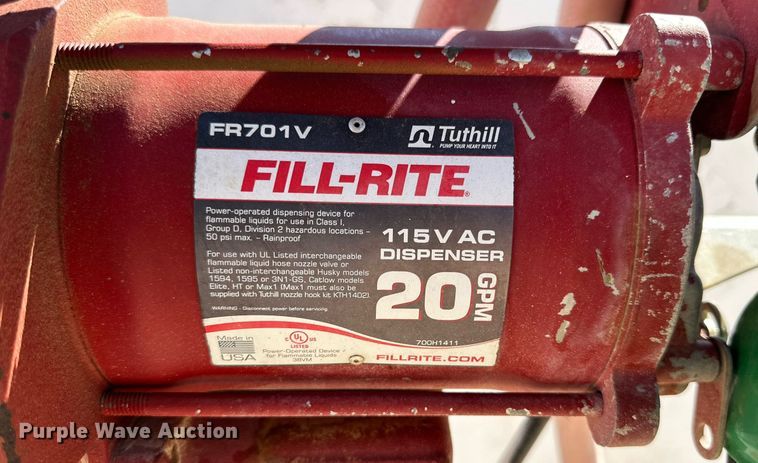 FR701V
Tuthill
PUMP YOUR HEART INTO IT
FILL-RITE®
Power-operated dispensing device for
flammable liquids for use in Class I,
Group D, Division 2 hazardous locations –
50 psi max. – Rainproof
For use with UL Listed interchangeable
flammable liquid hose nozzle valve or
Listed non-interchangeable Husky models
1594, 1595 or 3N1-GS, Catlow models
Elite, HT or Max1 (Max1 must also be
supplied with Tuthill nozzle hook kit KTH1402).
WARNING - Disconnect power before servicing.
115 V AC
DISPENSER
20 GPM
700H1411
Made in
USA
C UL US
LISTED
Power-Operated Device
for Flammable Liquids
38VM
FILLRITE.COM
Purple Wave Auction